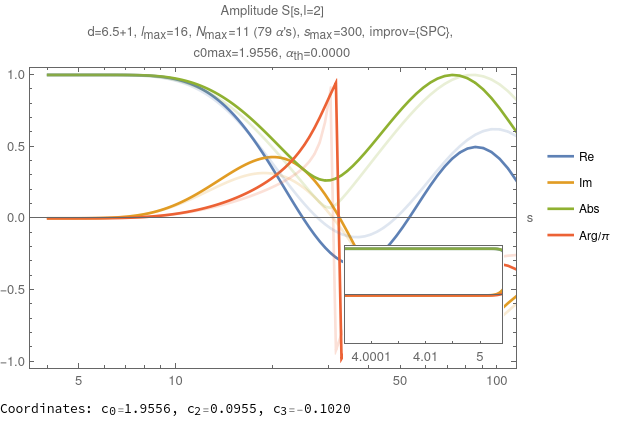 Amplitude S[s,l=2]
d=6.5+1, lmax=16, Nmax=11 (79 α's), smax=300, improv={SPC},
c0max=1.9556, αth=0.0000
1.0
0.5
0.0
-0.5
-1.0
s
Re
Im
Abs
Arg/π
4.0001 4.01 5
5 10 50 100
Coordinates: c0=1.9556, c2=0.0955, c3=-0.1020